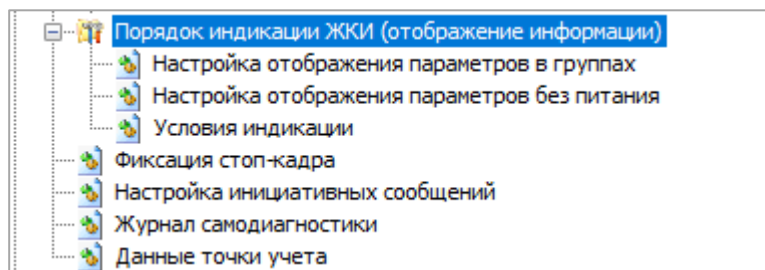 Порядок индикации ЖКИ (отображение информации)
Настройка отображения параметров в группах
Настройка отображения параметров без питания
Условия индикации
Фиксация стоп-кадра
Настройка инициативных сообщений
Журнал самодиагностики
Данные точки учета